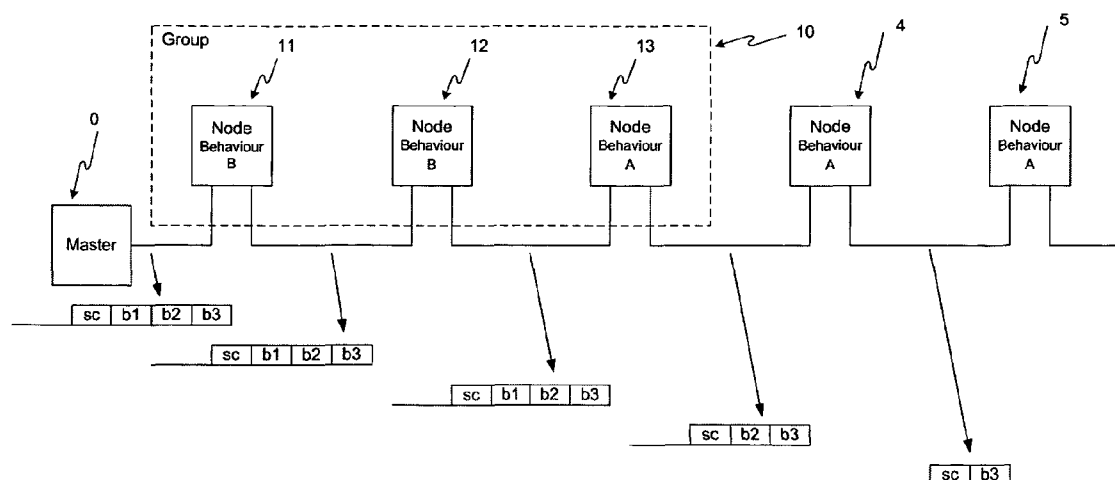 Group
11
12
13
10
4
5
0
Node
Behaviour
B
Node
Behaviour
B
Node
Behaviour
A
Node
Behaviour
A
Node
Behaviour
A
Master
sc b1 b2 b3
sc b1 b2 b3
sc b1 b2 b3
sc b2 b3
sc b3